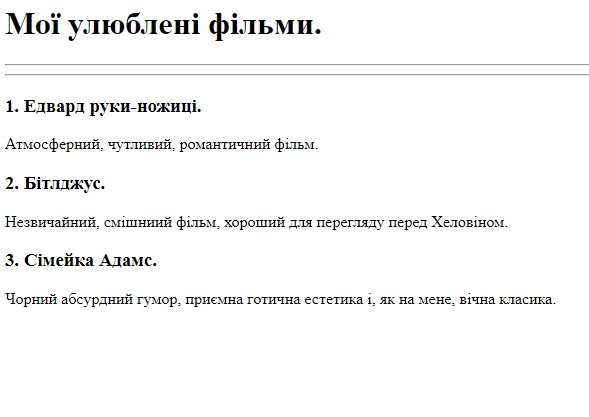 Мої улюблені фільми.
1. Едвард руки-ножиці.
Атмосферний, чутливий, романтичний фільм.
2. Бітлджус.
Незвичайний, смішниий фільм, хороший для перегляду перед Хеловіном.
3. Сімейка Адамс.
Чорний абсурдний гумор, приємна готична естетика і, як на мене, вічна класика.